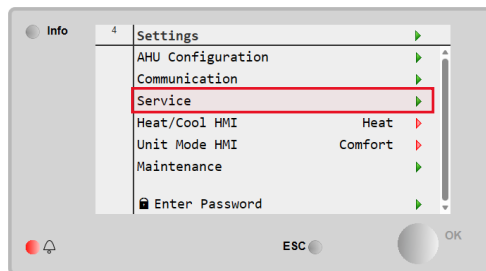 Info
4 Settings
AHU Configuration
Communication
Service
Heat/Cool HMI Heat
Unit Mode HMI Comfort
Maintenance
Enter Password
ESC
OK